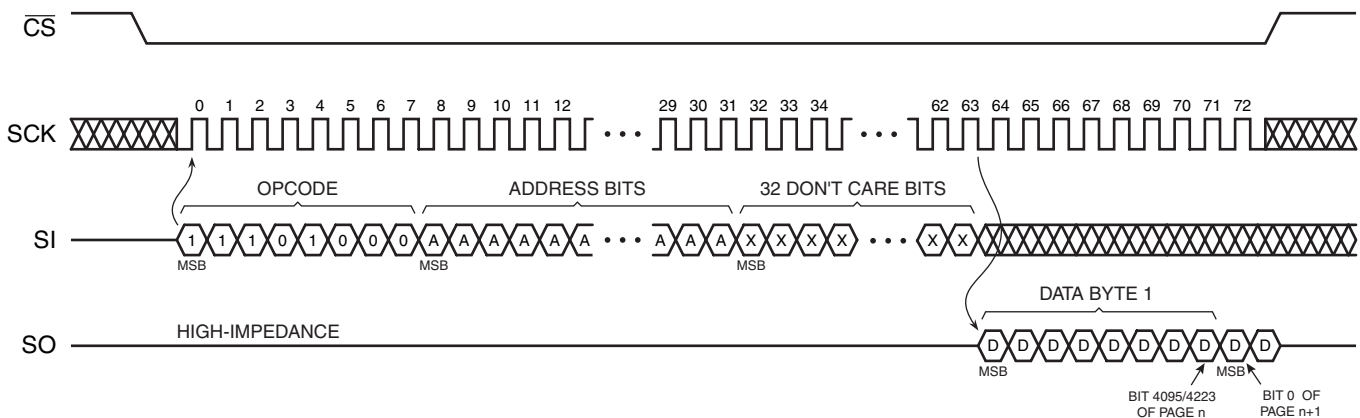 CS
0 1 2 3 4 5 6 7 8 9 10 11 12 29 30 31 32 33 34 62 63 64 65 66 67 68 69 70 71 72
SCK
OPCODE ADDRESS BITS 32 DON'T CARE BITS
SI 1 1 1 0 1 0 0 0 A A A A A A A A A X X X X X X
MSB MSB MSB
DATA BYTE 1
HIGH-IMPEDANCE
SO D D D D D D D D D D
MSB MSB
BIT 4095/4223
OF PAGE n
BIT 0 OF
PAGE n+1